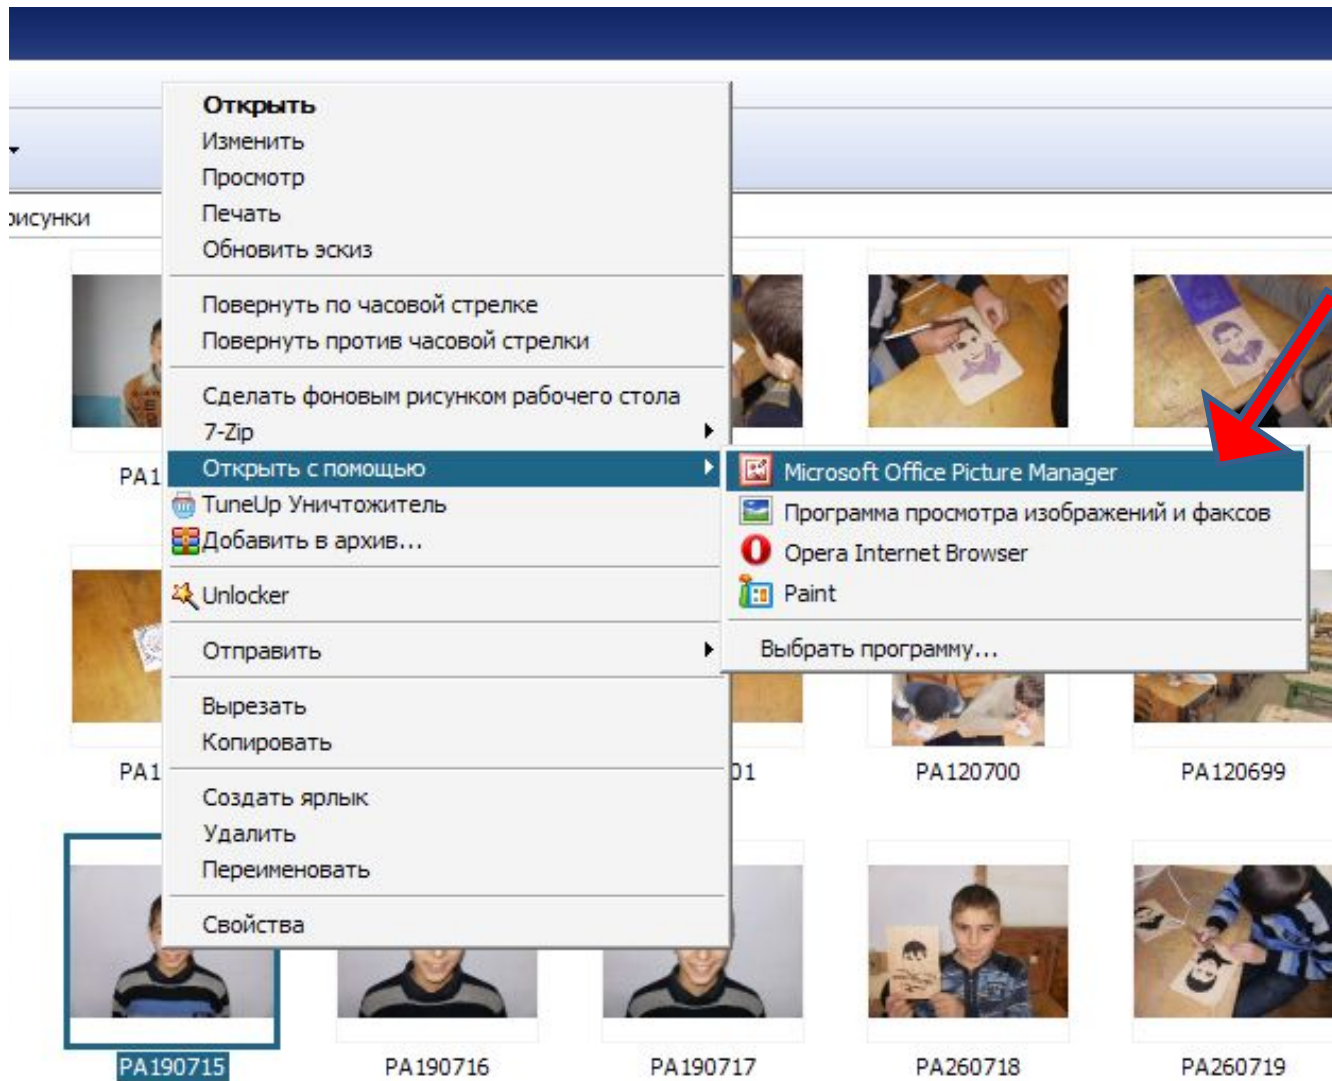 рисунки
Открыть
Изменить
Просмотр
Печать
Обновить эскиз
Повернуть по часовой стрелке
Повернуть против часовой стрелки
Сделать фоновым рисунком рабочего стола
7-Zip
Открыть с помощью
TuneUp Уничтожитель
Добавить в архив...
Unlocker
Отправить
Вырезать
Копировать
Создать ярлык
Удалить
Переименовать
Свойства
Microsoft Office Picture Manager
Программа просмотра изображений и факсов
Opera Internet Browser
Paint
Выбрать программу...
PA1
PA1
01
PA120700
PA120699
PA190715
PA190716
PA190717
PA260718
PA260719